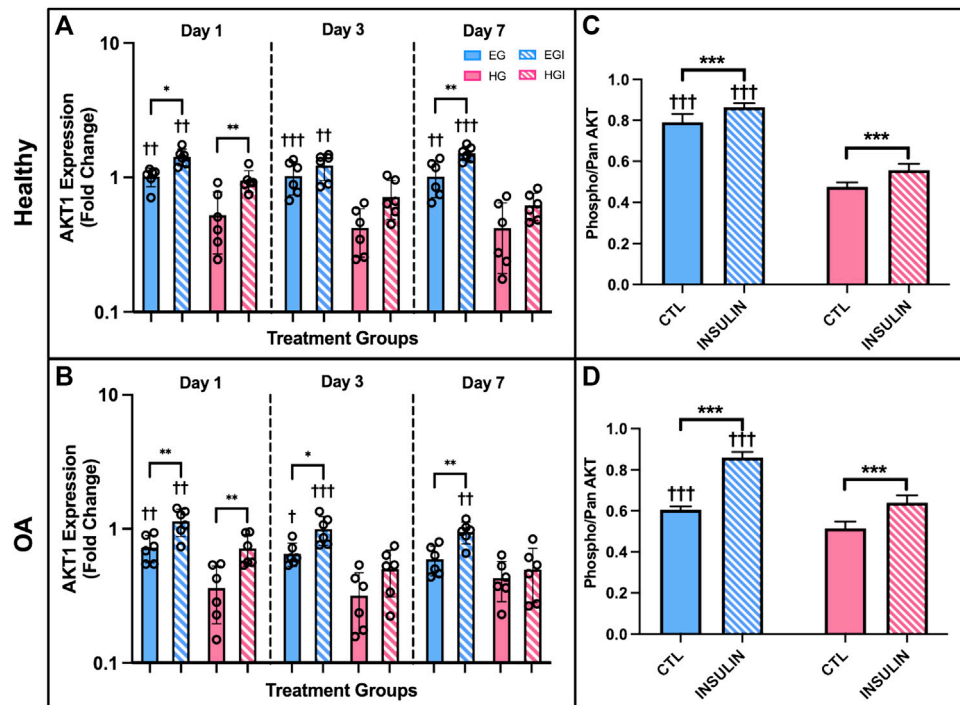 Healthy
A
Day 1
Day 3
Day 7
EG
EGI
HG
HGI
AKT1 Expression
(Fold Change)
10
1
0.1
* ** **
†† †† ††† †† †† †††
Treatment Groups
C
Phospho/Pan AKT
1.0
0.8
0.6
0.4
0.2
0.0
*** ***
††† †††
CTL
INSULIN
CTL
INSULIN
OA
B
Day 1
Day 3
Day 7
AKT1 Expression
(Fold Change)
10
1
0.1
** ** * **
†† †† † ††† ††
Treatment Groups
D
Phospho/Pan AKT
1.0
0.8
0.6
0.4
0.2
0.0
*** ***
††† †††
CTL
INSULIN
CTL
INSULIN